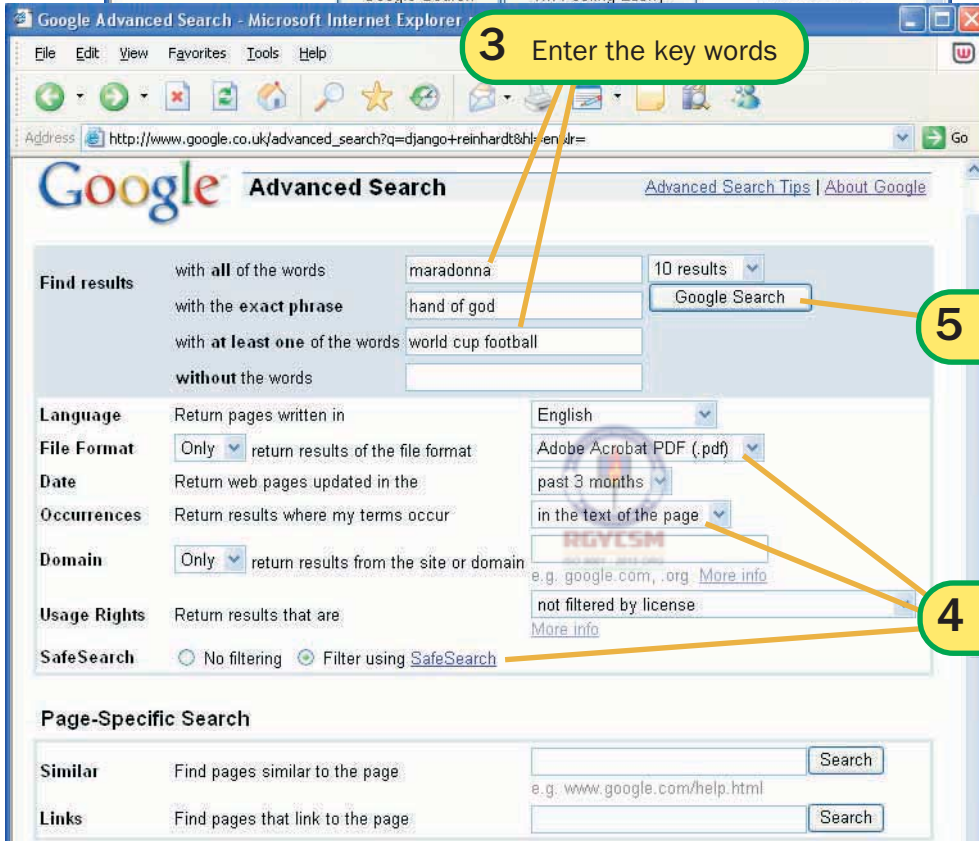 Google Advanced Search - Microsoft Internet Explorer
3 Enter the key words
File Edit View Favorites Tools Help
Address http://www.google.co.uk/advanced_search?q=django+reinhardt&hl=en&lr= Go
Google Advanced Search Advanced Search Tips | About Google
Find results with all of the words maradonna 10 results
with the exact phrase hand of god Google Search
5
with at least one of the words world cup football
without the words
Language Return pages written in English
File Format Only return results of the file format Adobe Acrobat PDF (.pdf)
Date Return web pages updated in the past 3 months
Occurrences Return results where my terms occur in the text of the page
RGYCSM
Domain Only return results from the site or domain
e.g. google.com, .org More info
Usage Rights Return results that are not filtered by license
4
More info
SafeSearch No filtering Filter using SafeSearch
Page-Specific Search
Similar Find pages similar to the page Search
e.g. www.google.com/help.html
Links Find pages that link to the page Search